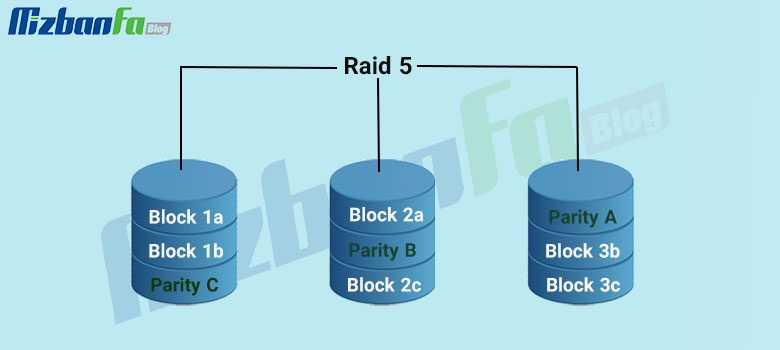 MizbanFa Blog
Raid 5
Block 1a
Block 1b
Parity C
Block 2a
Parity B
Block 2c
Parity A
Block 3b
Block 3c
MizbanFa Blog